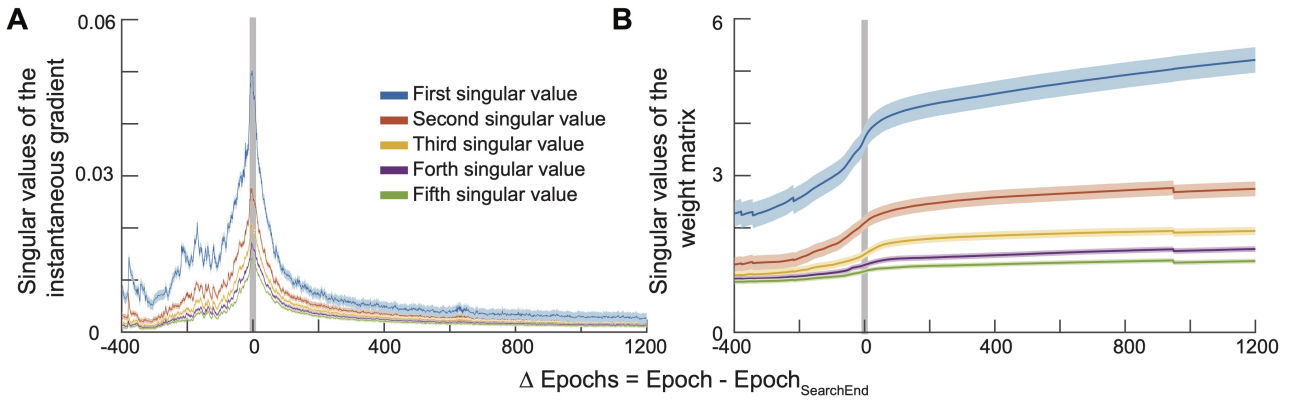 A
Singular values of the
instantaneous gradient
0.06
0.03
0
-400
0
400
800
1200
First singular value
Second singular value
Third singular value
Forth singular value
Fifth singular value
B
Singular values of the
weight matrix
6
3
0
-400
0
400
800
1200
Δ Epochs = Epoch - Epoch_SearchEnd